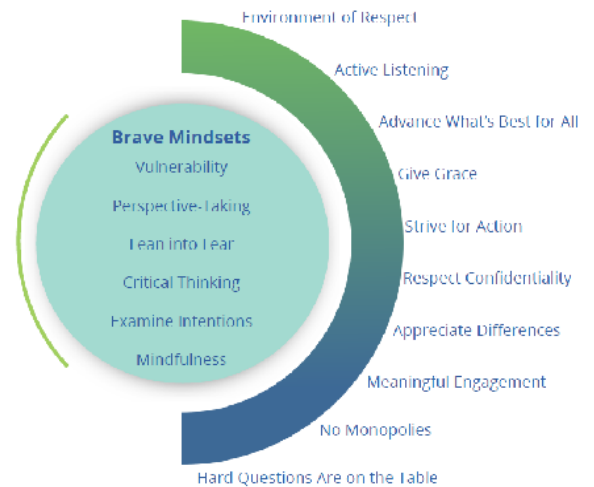 Environment of Respect
Active Listening
Advance What's Best for All
Give Grace
Strive for Action
Respect Confidentiality
Appreciate Differences
Meaningful Engagement
No Monopolies
Hard Questions Are on the Table
Brave Mindsets
Vulnerability
Perspective-Taking
Lean into Fear
Critical Thinking
Examine Intentions
Mindfulness